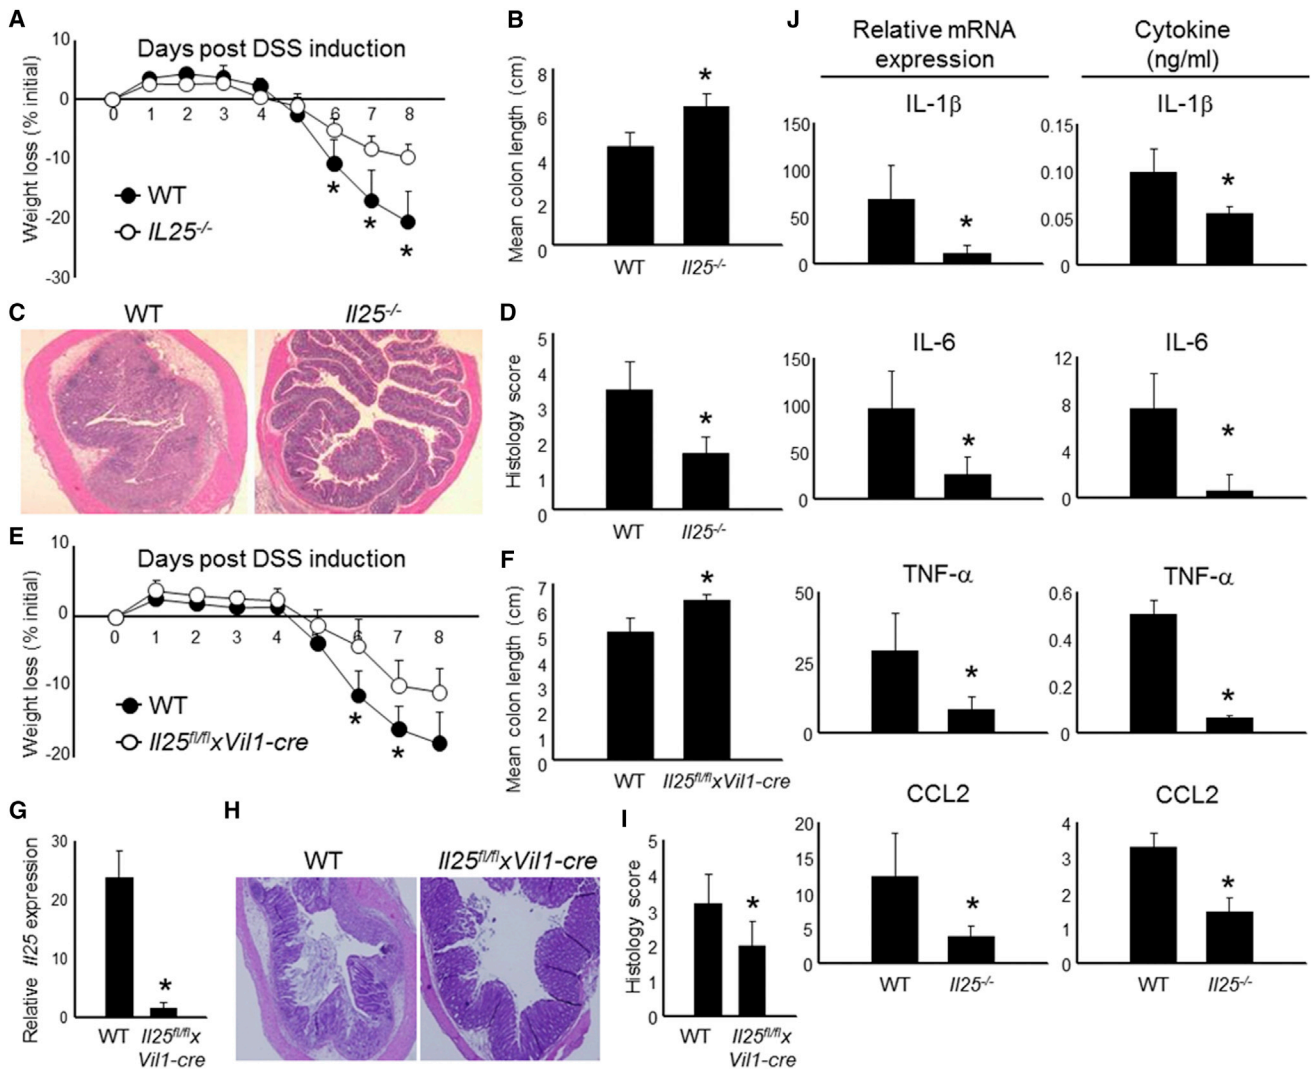 A
Days post DSS induction
Weight loss (% initial)
10
0
-10
-20
-30
0 1 2 3 4 6 7 8
WT
IL25-/-
*
*
*
B
Mean colon length (cm)
8
6
4
2
0
*
WT Il25-/-
C
WT Il25-/-
D
Histology score
5
4
3
2
1
0
*
WT Il25-/-
E
Days post DSS induction
Weight loss (% initial)
10
0
-10
-20
0 1 2 3 4 6 7 8
WT
Il25fl/flxVil1-cre
*
*
F
Mean colon length (cm)
7
6
5
4
3
2
1
0
*
WT Il25fl/flxVil1-cre
G
Relative Il25 expression
30
20
10
0
*
WT Il25fl/flx
Vil1-cre
H
WT Il25fl/flxVil1-cre
I
Histology score
5
4
3
2
1
0
*
WT Il25fl/flx
Vil1-cre
J
Relative mRNA
expression
Cytokine
(ng/ml)
IL-1β
150
100
50
0
*
IL-1β
0.15
0.10
0.05
0
*
IL-6
150
100
50
0
*
IL-6
12
8
4
0
*
TNF-α
50
25
0
*
TNF-α
0.6
0.4
0.2
0
*
CCL2
20
15
10
5
0
*
WT Il25-/-
CCL2
4
3
2
1
0
*
WT Il25-/-